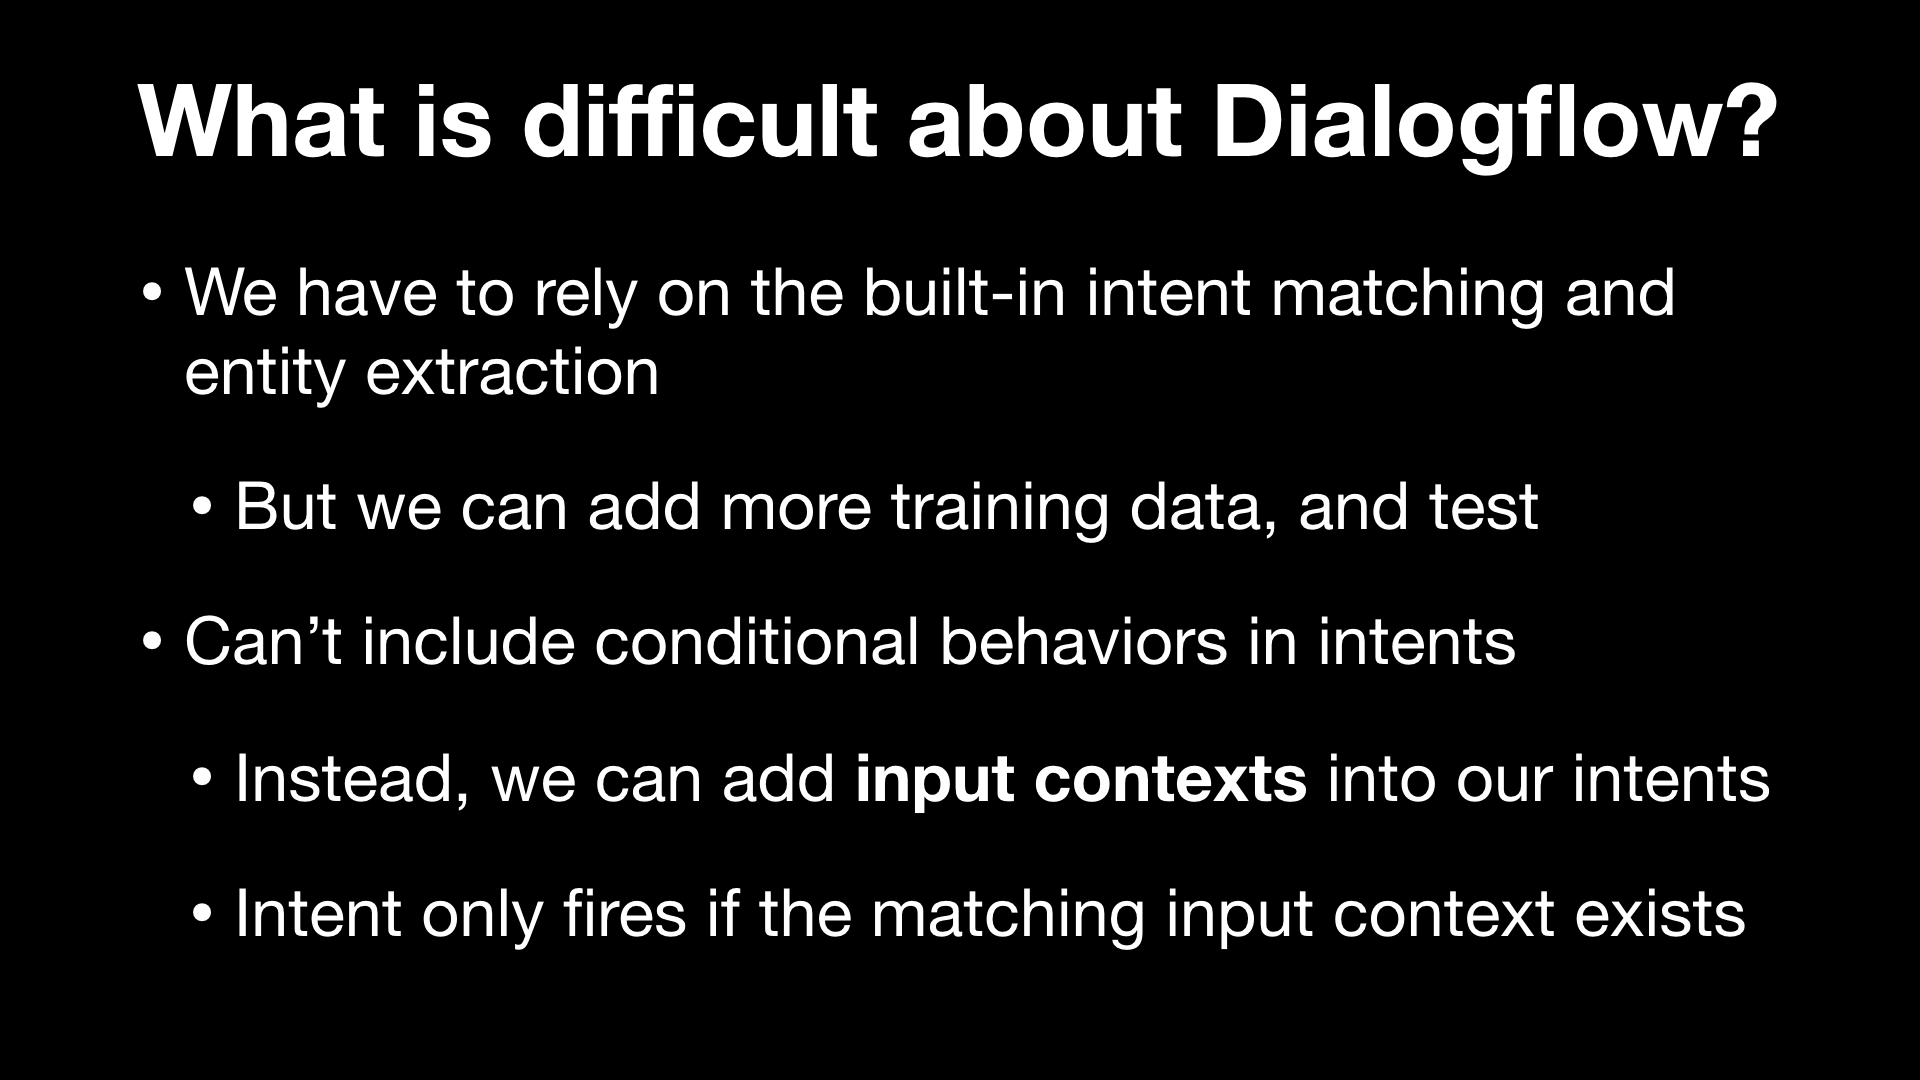 What is difficult about Dialogflow?
• We have to rely on the built-in intent matching and
entity extraction
• But we can add more training data, and test
• Can’t include conditional behaviors in intents
• Instead, we can add input contexts into our intents
• Intent only fires if the matching input context exists